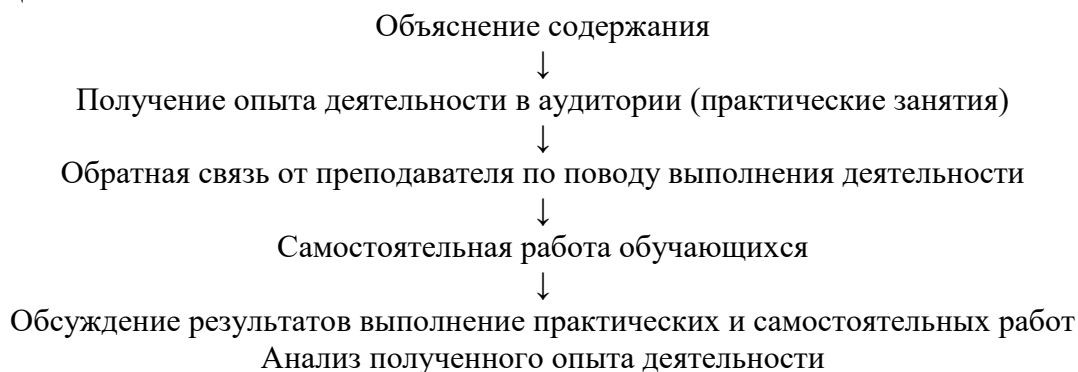 Объяснение содержания
↓
Получение опыта деятельности в аудитории (практические занятия)
↓
Обратная связь от преподавателя по поводу выполнения деятельности
↓
Самостоятельная работа обучающихся
↓
Обсуждение результатов выполнение практических и самостоятельных работ
Анализ полученного опыта деятельности